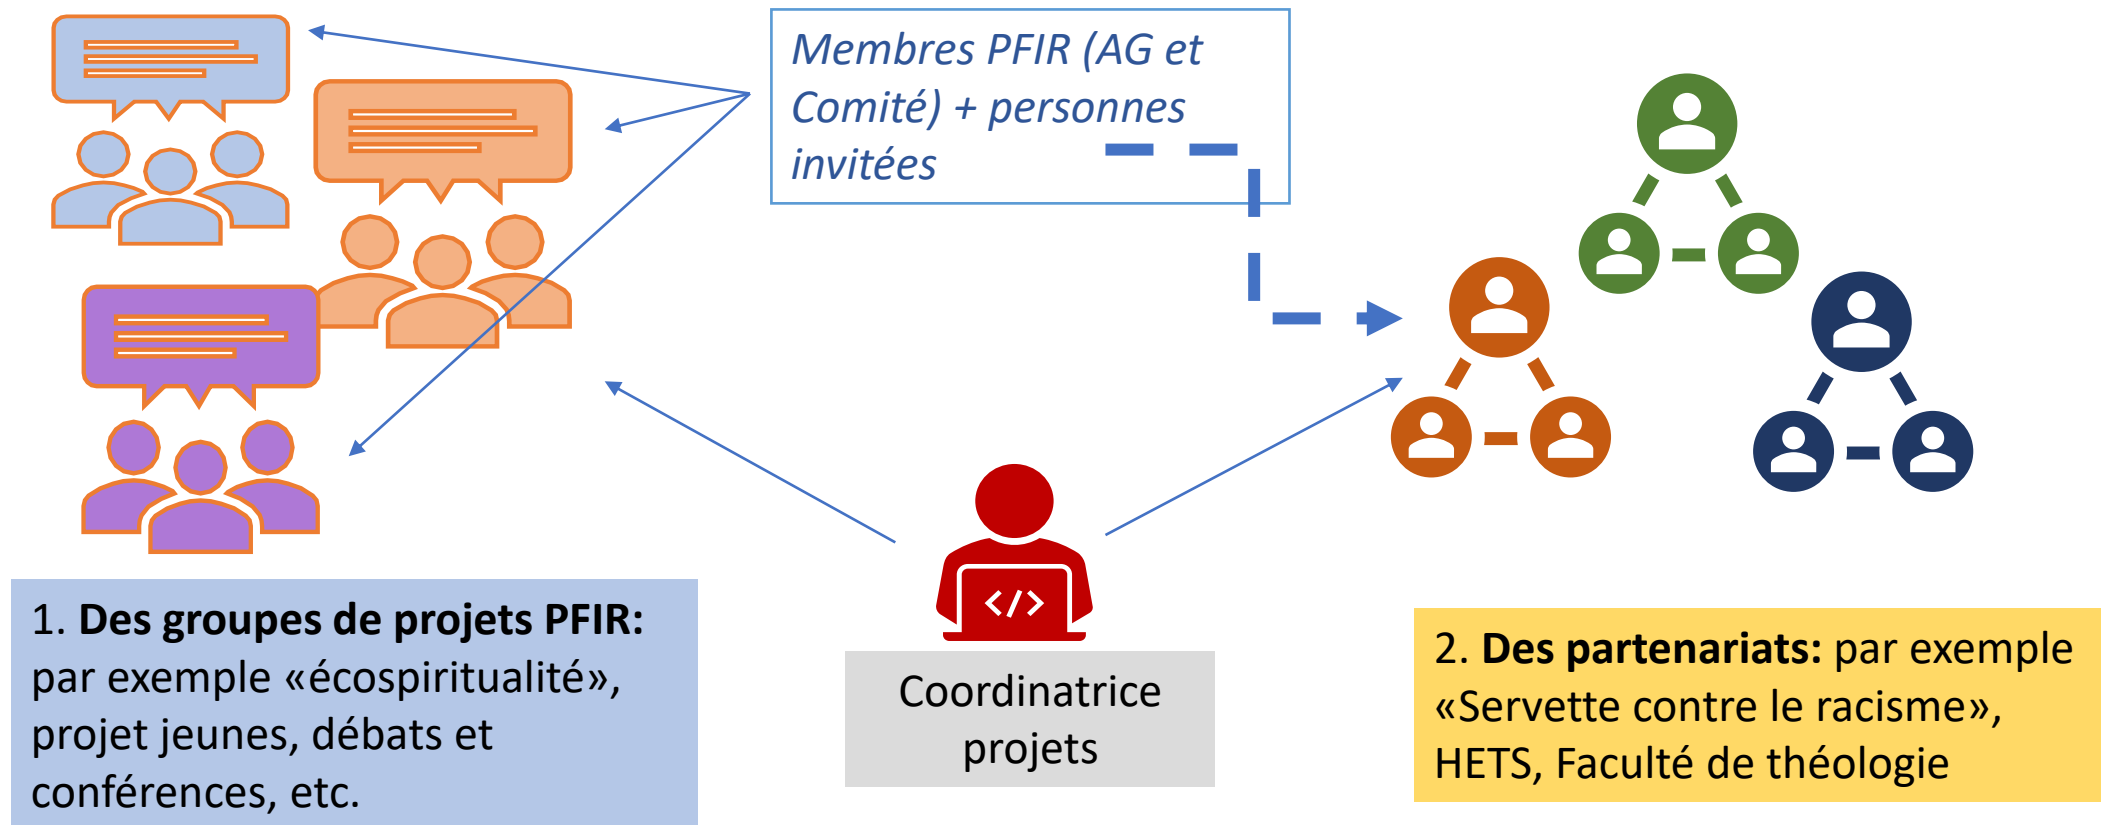 Membres PFIR (AG et
Comité) + personnes
invitées
</>
1. Des groupes de projets PFIR:
par exemple «écospiritualité»,
projet jeunes, débats et
conférences, etc.
Coordinatrice
projets
2. Des partenariats: par exemple
«Servette contre le racisme»,
HETS, Faculté de théologie